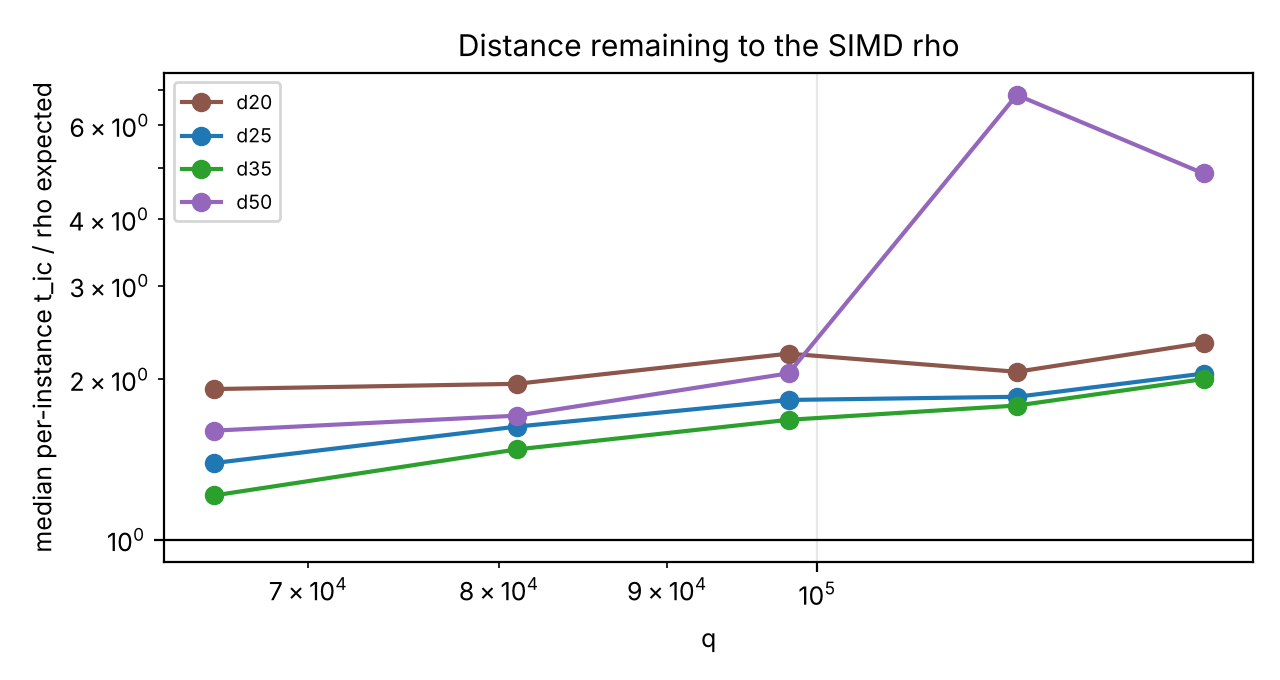 Distance remaining to the SIMD rho
median per-instance t_ic / rho expected
6 × 10⁰
4 × 10⁰
3 × 10⁰
2 × 10⁰
10⁰
d20
d25
d35
d50
7 × 10⁴
8 × 10⁴
9 × 10⁴
10⁵
q